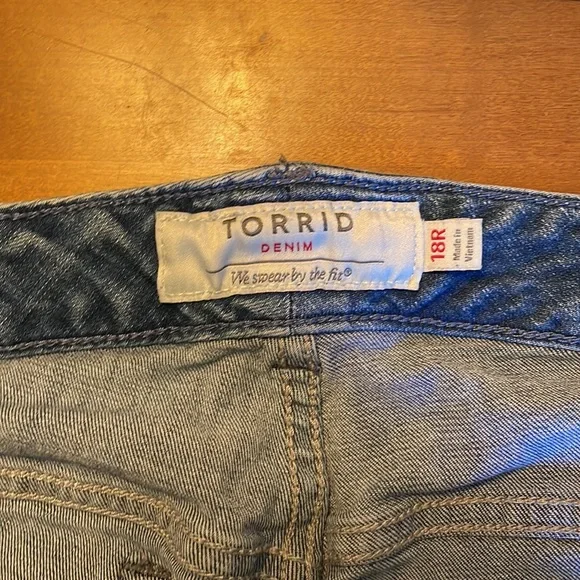 TORRID
DENIM
We swear by the fit®
18R
Made in
Vietnam